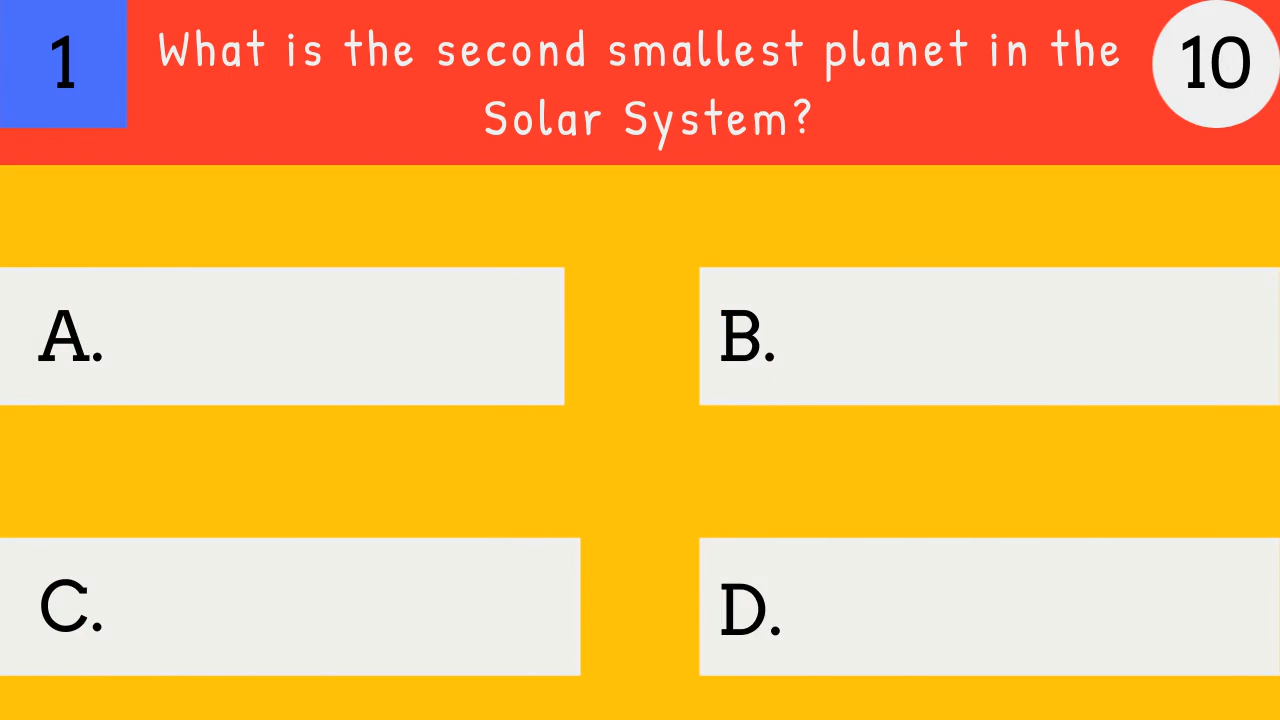 1
What is the second smallest planet in the
Solar System?
10
A.
B.
C.
D.